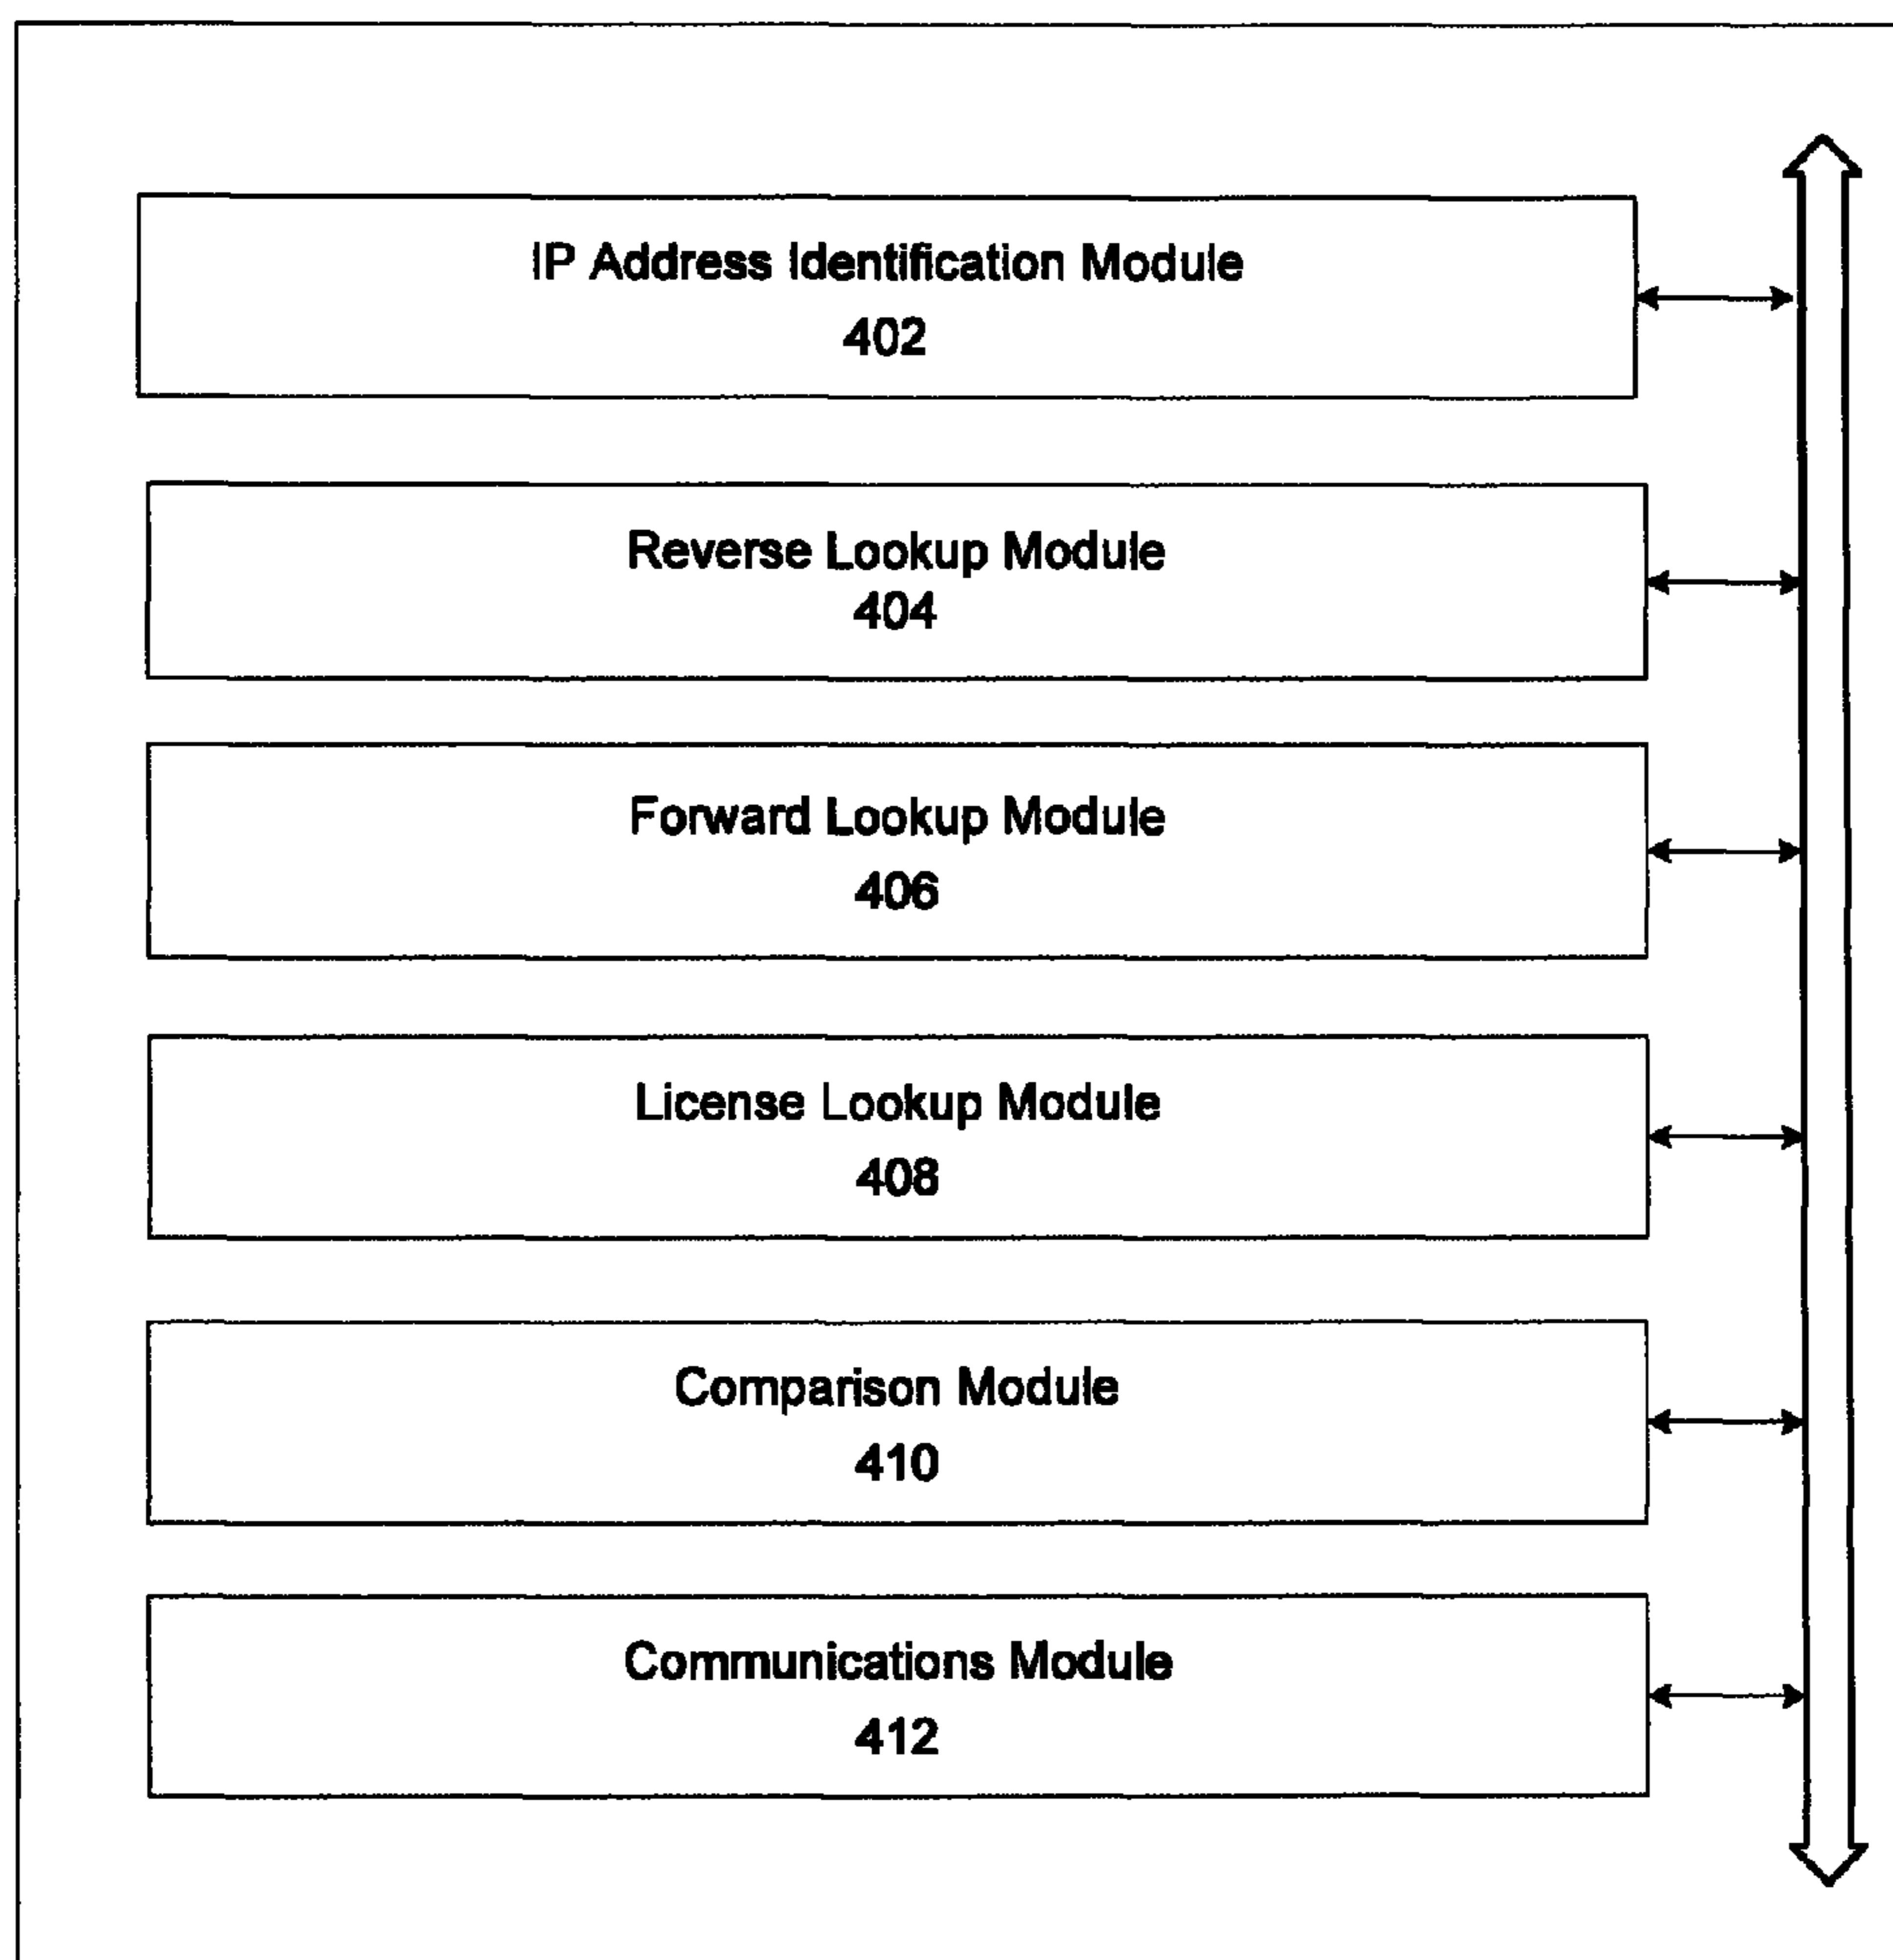 IP Address Identification Module
402
Reverse Lookup Module
404
Forward Lookup Module
406
License Lookup Module
408
Comparison Module
410
Communications Module
412